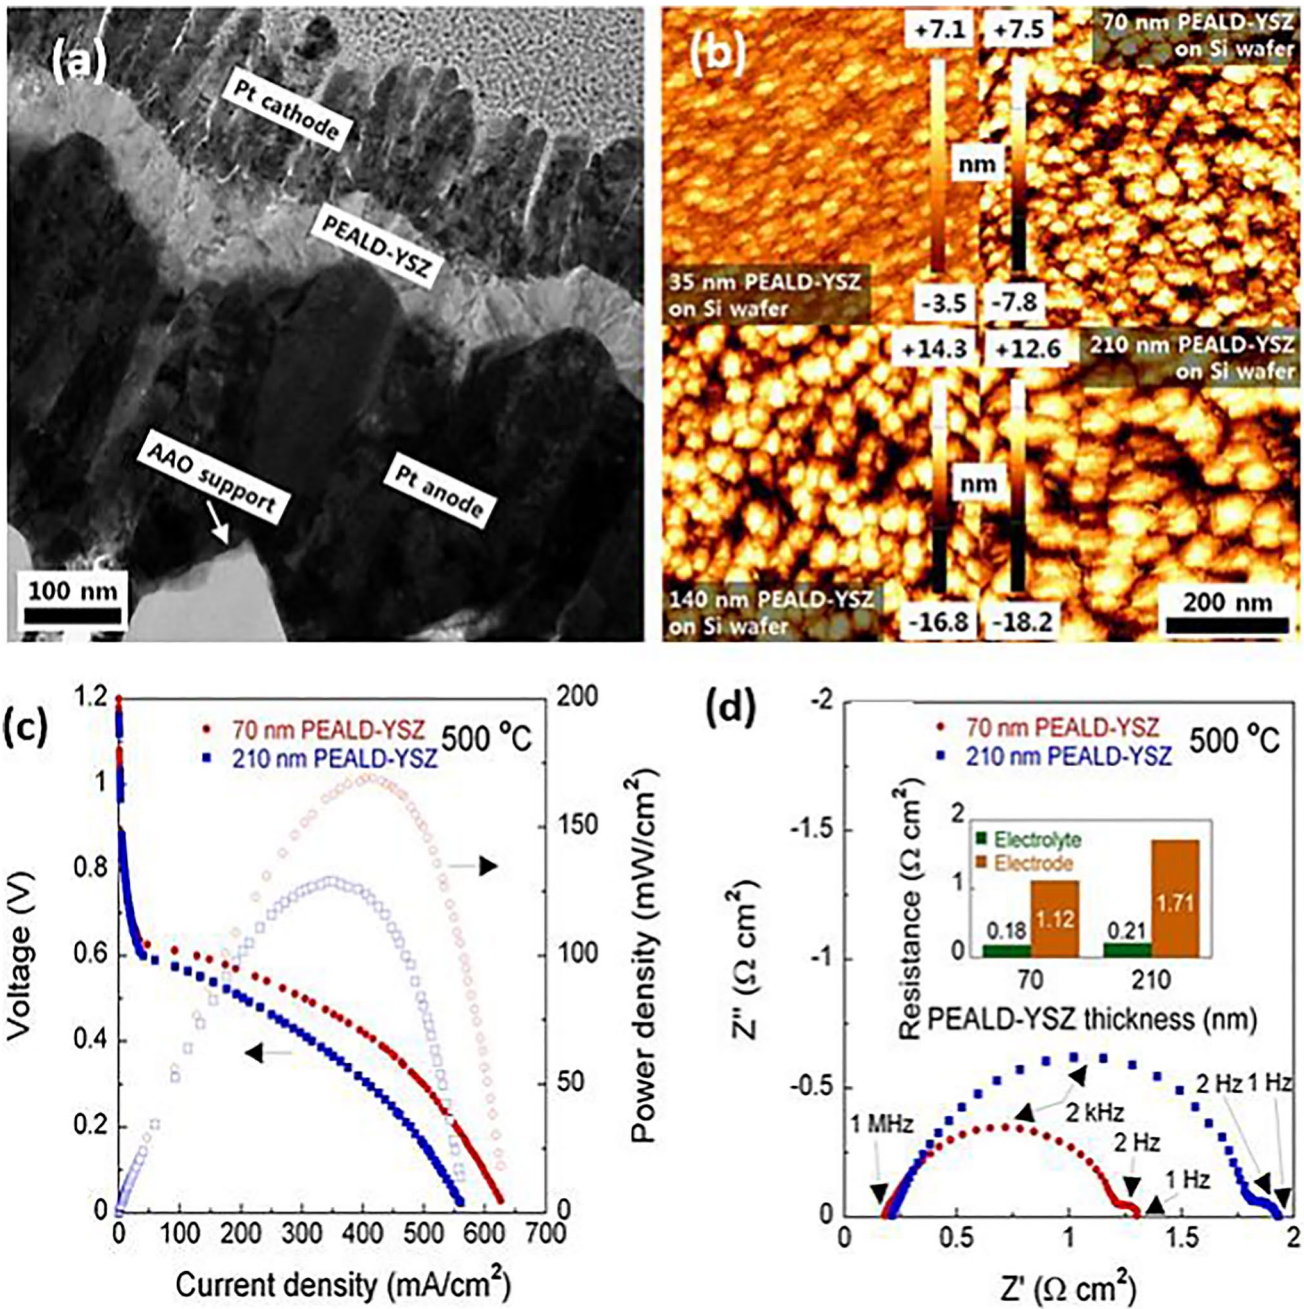 (a)
Pt cathode
PEALD-YSZ
AAO support
Pt anode
100 nm
(b)
+7.1
+7.5
70 nm PEALD-YSZ
on Si wafer
nm
35 nm PEALD-YSZ
on Si wafer
-3.5
-7.8
+14.3
+12.6
210 nm PEALD-YSZ
on Si wafer
nm
140 nm PEALD-YSZ
on Si wafer
-16.8
-18.2
200 nm
(c)
70 nm PEALD-YSZ
210 nm PEALD-YSZ
500 °C
1.2
1
0.8
0.6
0.4
0.2
0
Voltage (V)
200
150
100
50
0
Power density (mW/cm²)
0 100 200 300 400 500 600 700
Current density (mA/cm²)
(d)
70 nm PEALD-YSZ
210 nm PEALD-YSZ
500 °C
-2
-1.5
-1
-0.5
0
Z'' (Ω cm²)
Resistance (Ω cm²)
2
1
0
Electrolyte
Electrode
0.18
1.12
0.21
1.71
70
210
PEALD-YSZ thickness (nm)
1 MHz
2 kHz
2 Hz
1 Hz
2 Hz
1 Hz
0 0.5 1 1.5 2
Z' (Ω cm²)